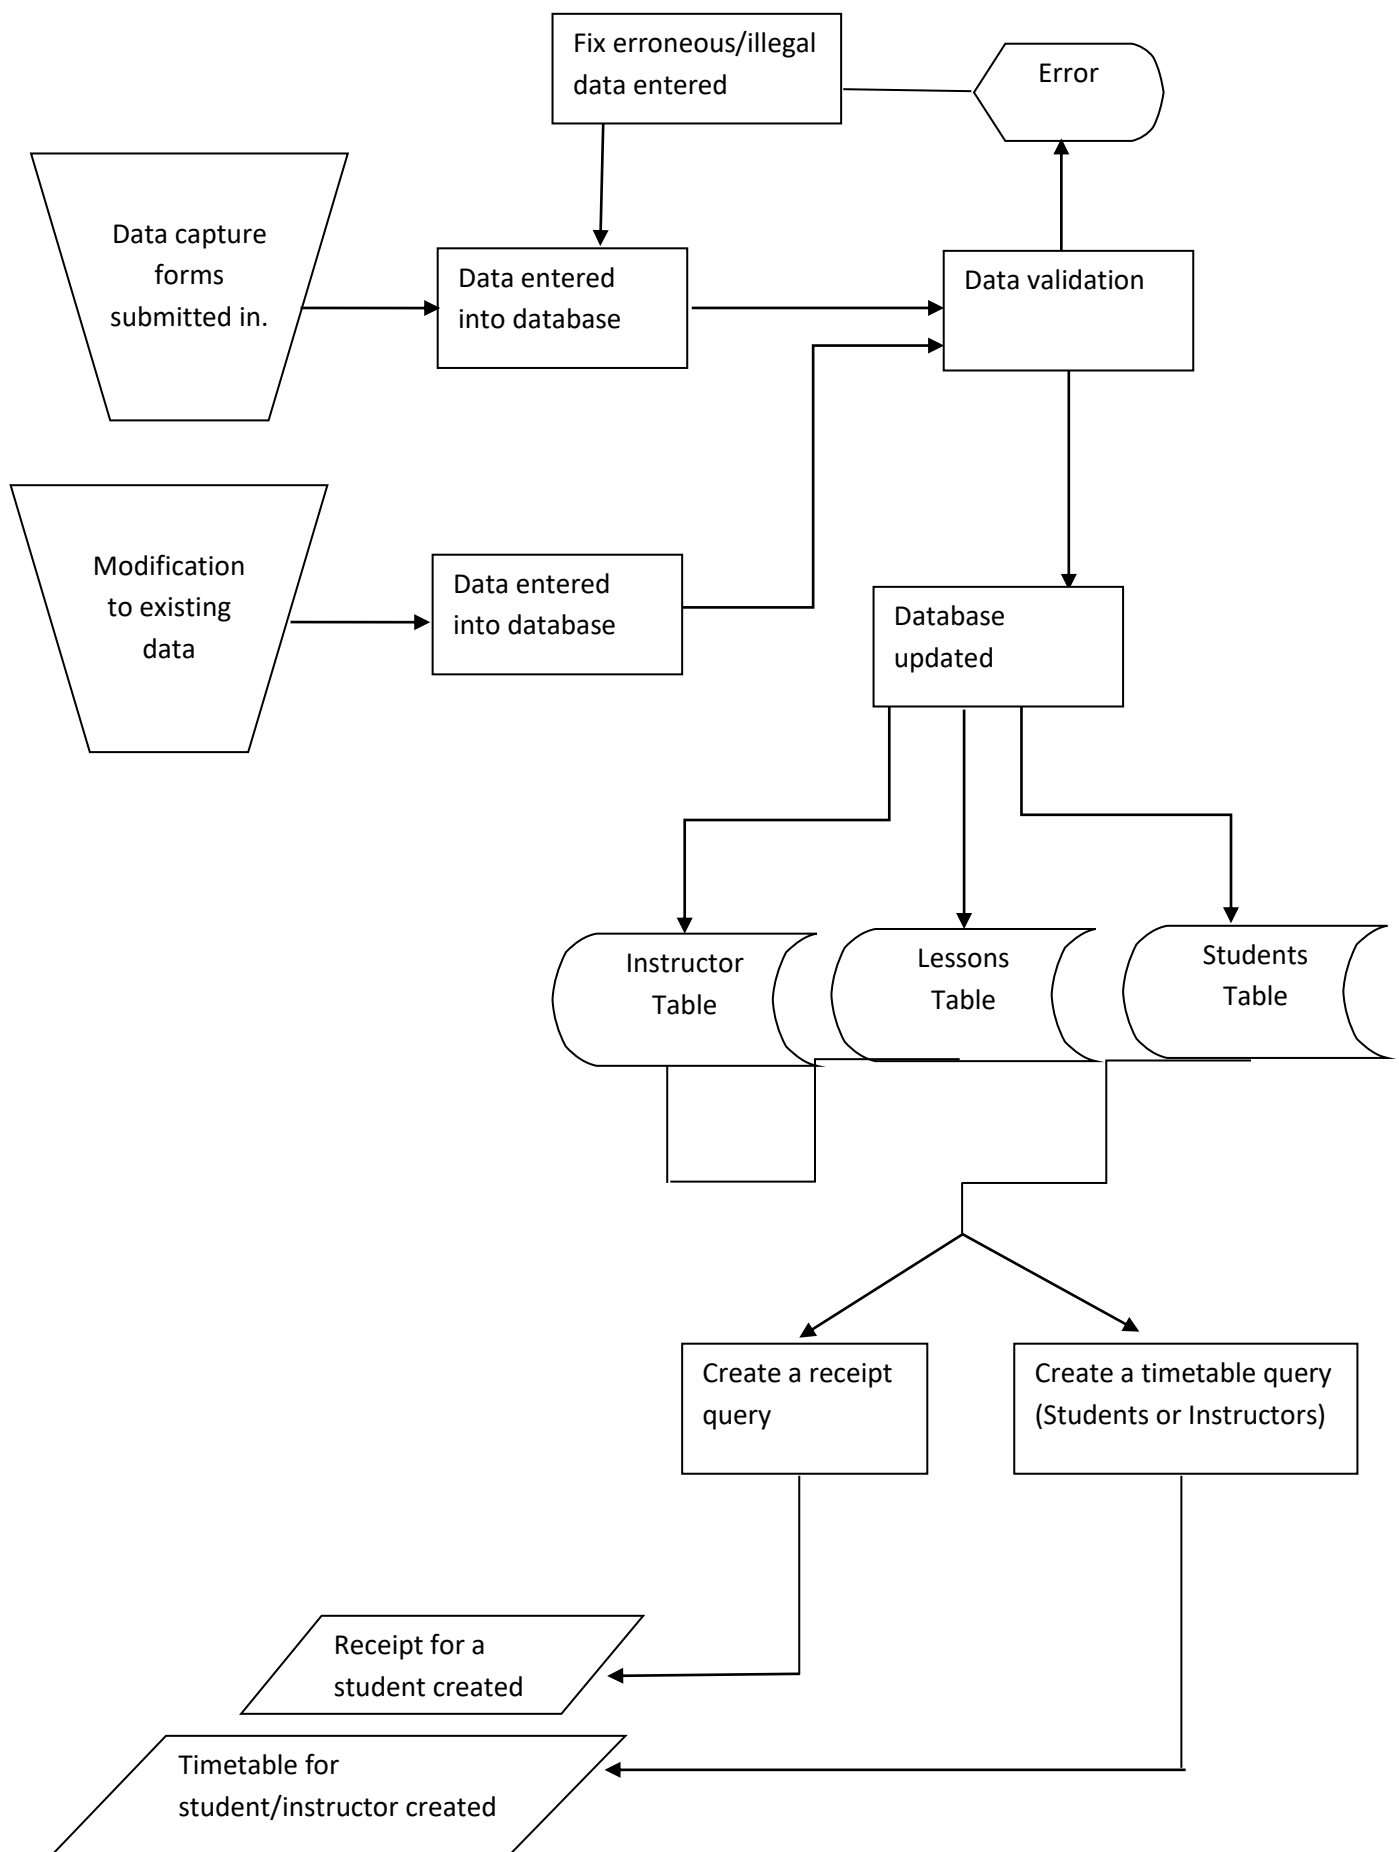 Fix erroneous/illegal
data entered
Error
Data capture
forms
submitted in.
Data entered
into database
Data validation
Modification
to existing
data
Data entered
into database
Database
updated
Instructor
Table
Lessons
Table
Students
Table
Create a receipt
query
Create a timetable query
(Students or Instructors)
Receipt for a
student created
Timetable for
student/instructor created